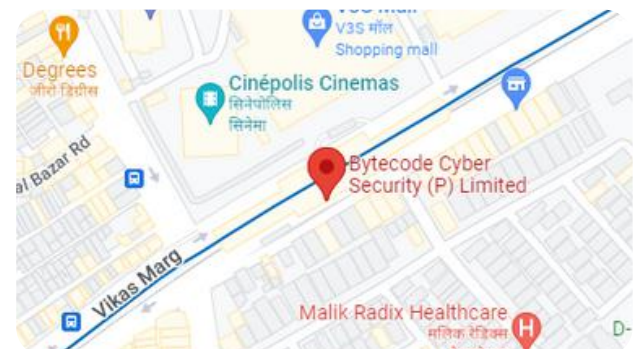 V3S मॉल
Shopping mall
Degrees
जीरो डिग्रीस
Cinépolis Cinemas
सिनेपोलिस
सिनेमा
al Bazar Rd
Bytecode Cyber
Security (P) Limited
Vikas Marg
Malik Radix Healthcare
मलिक रेडिक्स
H
D-